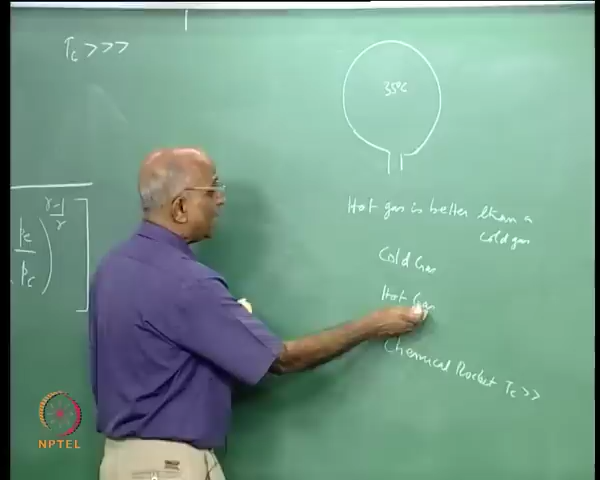 Tc >>>
35°C
γ-1
γ
pe
pc
Hot gas is better than a
cold gas
Cold Gas
Hot Gas
Chemical Rocket Tc >>
NPTEL